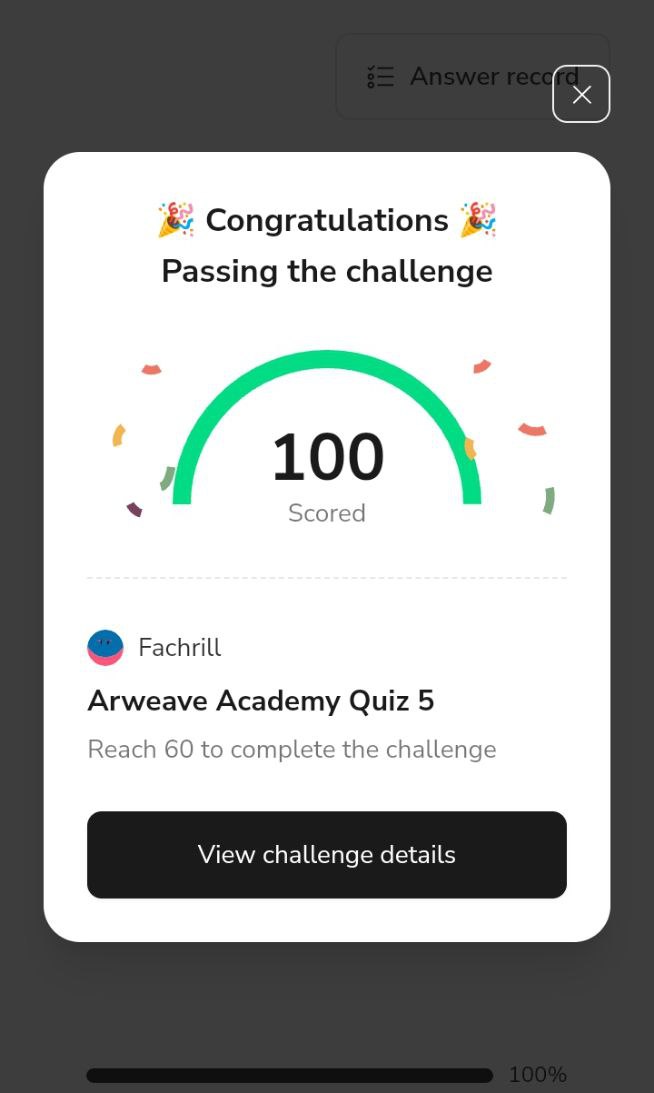 Answer record
🎉 Congratulations 🎉
Passing the challenge
100
Scored
Fachrill
Arweave Academy Quiz 5
Reach 60 to complete the challenge
View challenge details
100%